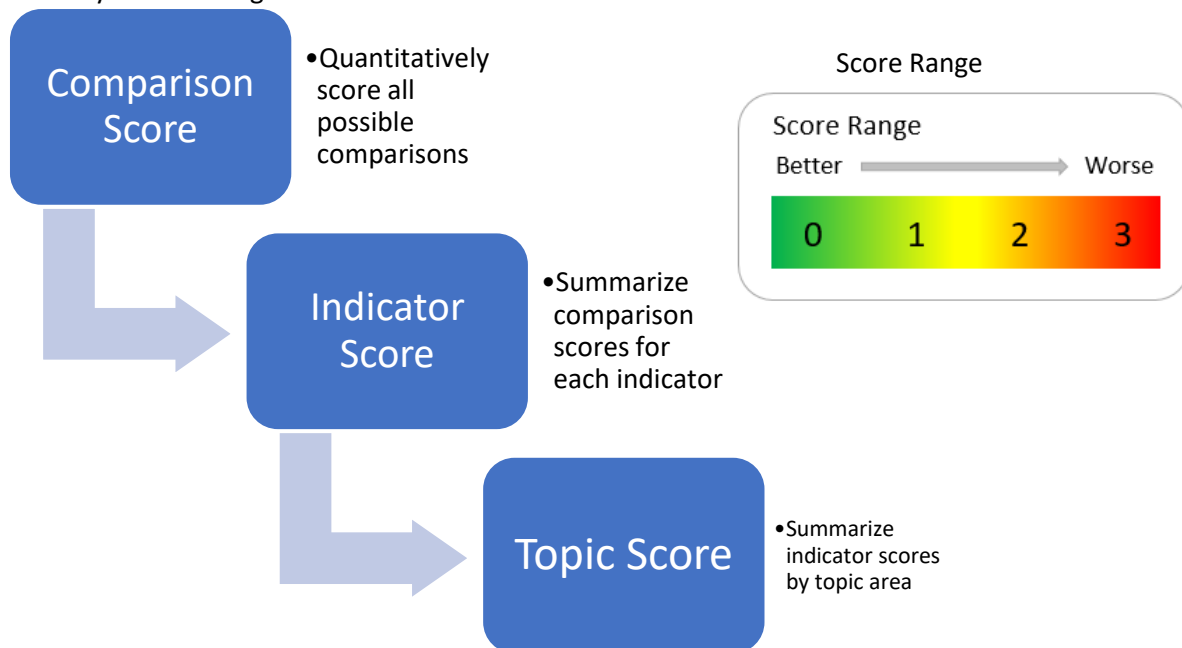 Comparison
Score
•Quantitatively
score all
possible
comparisons
Score Range
Score Range
Better
Worse
0 1 2 3
Indicator
Score
•Summarize
comparison
scores for
each indicator
Topic Score
•Summarize
indicator scores
by topic area